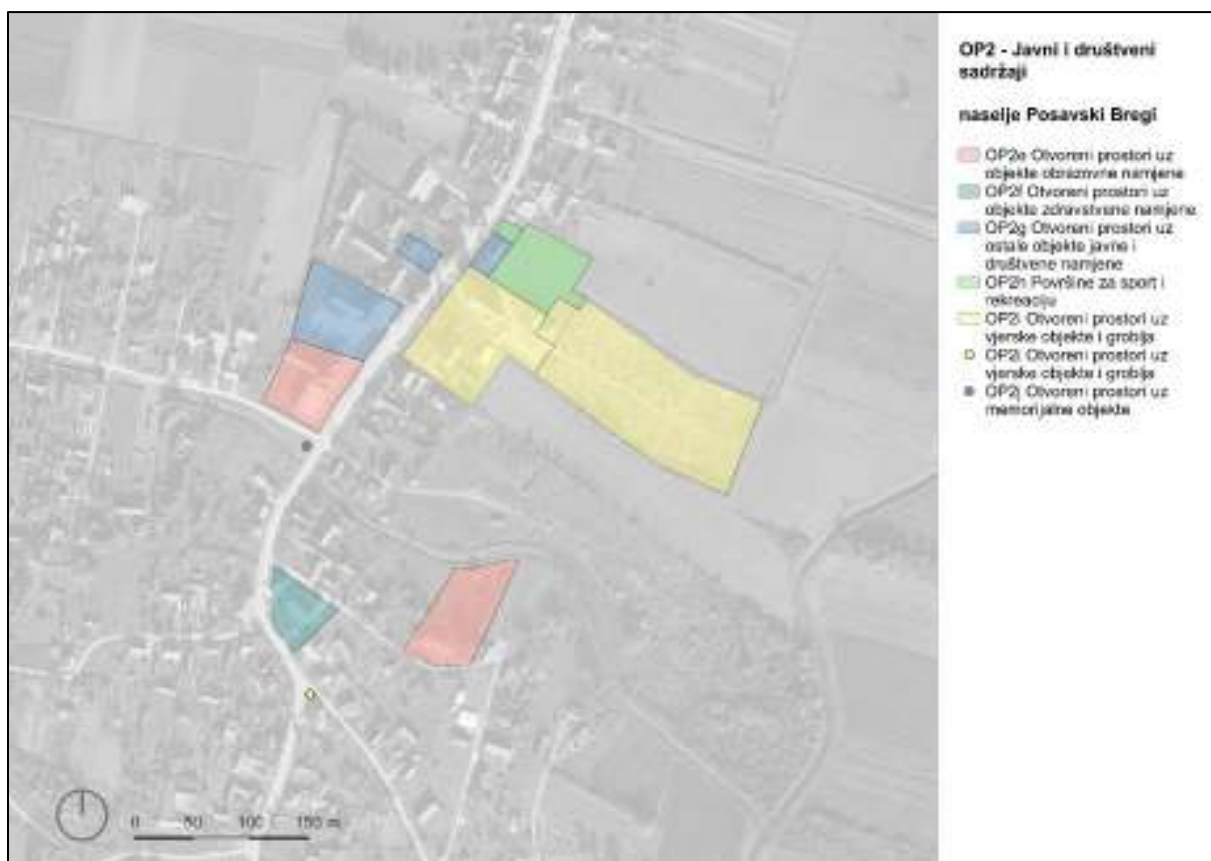 OP2 - Javni i društveni
sadržaji
naselje Posavski Bregi
OP2e Otvoreni prostori uz
objekte obrazovne namjene
OP2f Otvoreni prostori uz
objekte zdravstvene namjene
OP2g Otvoreni prostori uz
ostale objekte javne i
društvene namjene
OP2h Površine za sport i
rekreaciju
OP2i Otvoreni prostori uz
vjerske objekte i groblja
OP2i Otvoreni prostori uz
vjerske objekte i groblja
OP2j Otvoreni prostori uz
memorijalne objekte
0 50 100 150 m